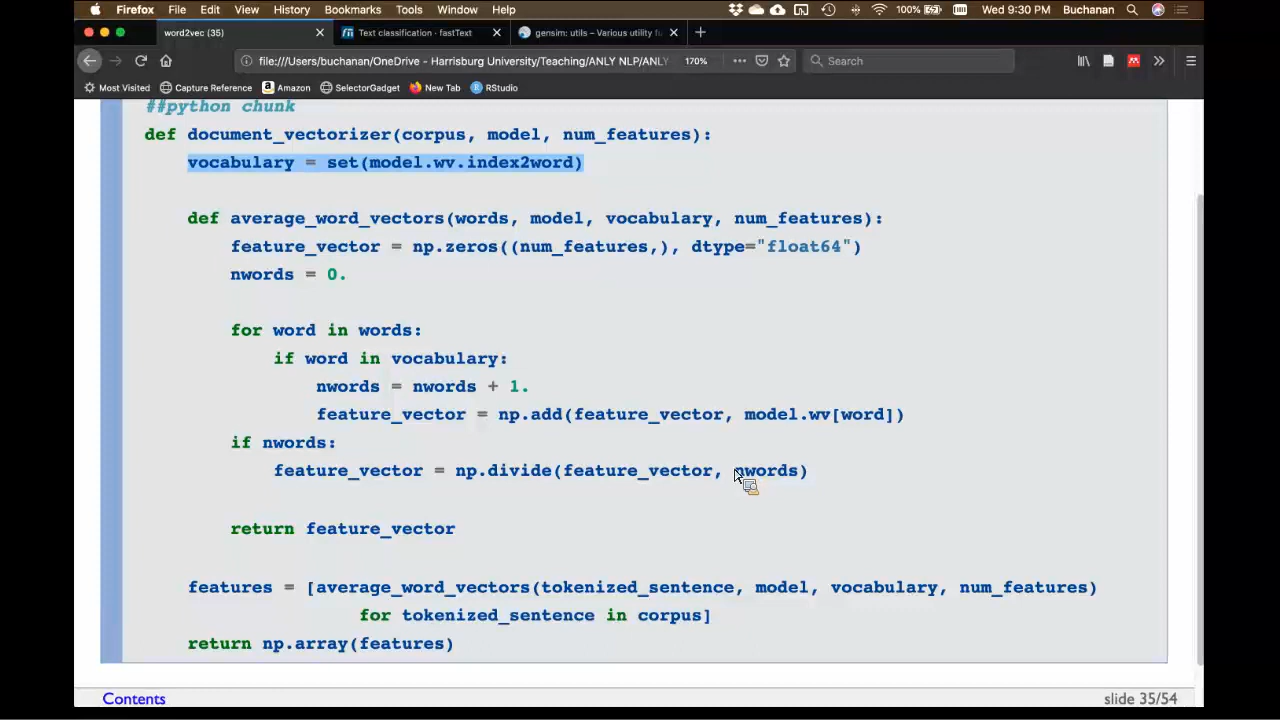 Firefox File Edit View History Bookmarks Tools Window Help 100% Wed 9:30 PM Buchanan
word2vec (35) Text classification · fastText gensim: utils – Various utility fu
file:///Users/buchanan/OneDrive - Harrisburg University/Teaching/ANLY NLP/ANLY 170% Search
Most Visited Capture Reference Amazon SelectorGadget New Tab RStudio
##python chunk
def document_vectorizer(corpus, model, num_features):
vocabulary = set(model.wv.index2word)
def average_word_vectors(words, model, vocabulary, num_features):
feature_vector = np.zeros((num_features,), dtype="float64")
nwords = 0.
for word in words:
if word in vocabulary:
nwords = nwords + 1.
feature_vector = np.add(feature_vector, model.wv[word])
if nwords:
feature_vector = np.divide(feature_vector, nwords)
return feature_vector
features = [average_word_vectors(tokenized_sentence, model, vocabulary, num_features)
for tokenized_sentence in corpus]
return np.array(features)
Contents slide 35/54